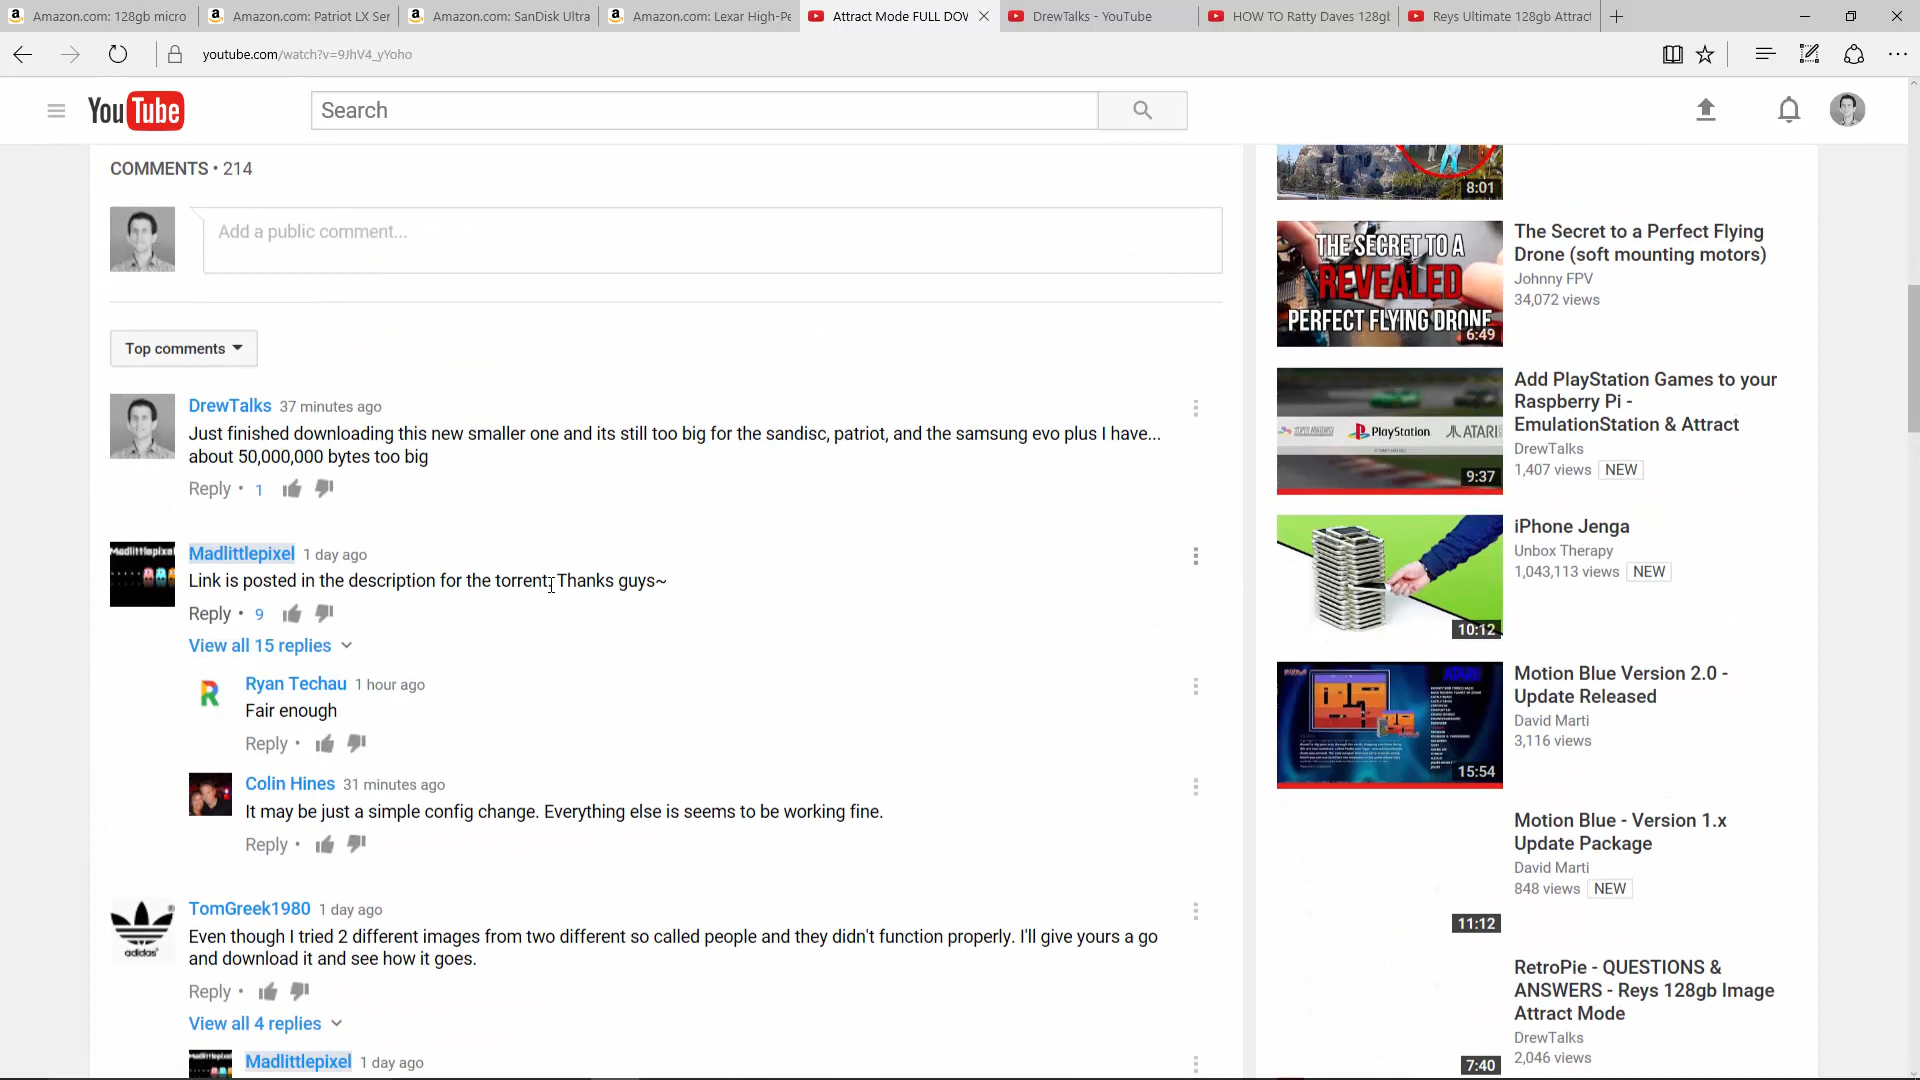 Amazon.com: 128gb micro
Amazon.com: Patriot LX Ser
Amazon.com: SanDisk Ultra
Amazon.com: Lexar High-Pe
Attract Mode FULL DOW
DrewTalks - YouTube
HOW TO Ratty Daves 128gb
Reys Ultimate 128gb Attract
youtube.com/watch?v=9JhV4_yYoho
YouTube
Search
COMMENTS • 214
Add a public comment...
Top comments
DrewTalks 37 minutes ago
Just finished downloading this new smaller one and its still too big for the sandisc, patriot, and the samsung evo plus I have...
about 50,000,000 bytes too big
Reply • 1
Madlittlepixel
Madlittlepixel 1 day ago
Link is posted in the description for the torrent. Thanks guys~
Reply • 9
View all 15 replies
Ryan Techau 1 hour ago
Fair enough
Reply •
Colin Hines 31 minutes ago
It may be just a simple config change. Everything else is seems to be working fine.
Reply •
adidas
TomGreek1980 1 day ago
Even though I tried 2 different images from two different so called people and they didn't function properly. I'll give yours a go
and download it and see how it goes.
Reply •
View all 4 replies
Madlittlepixel 1 day ago
8:01
THE SECRET TO A
REVEALED
PERFECT FLYING DRONE
6:49
The Secret to a Perfect Flying
Drone (soft mounting motors)
Johnny FPV
34,072 views
PlayStation
ATARI
9:37
Add PlayStation Games to your
Raspberry Pi -
EmulationStation & Attract
DrewTalks
1,407 views NEW
10:12
iPhone Jenga
Unbox Therapy
1,043,113 views NEW
ATARI
15:54
Motion Blue Version 2.0 -
Update Released
David Marti
3,116 views
11:12
Motion Blue - Version 1.x
Update Package
David Marti
848 views NEW
7:40
RetroPie - QUESTIONS &
ANSWERS - Reys 128gb Image
Attract Mode
DrewTalks
2,046 views